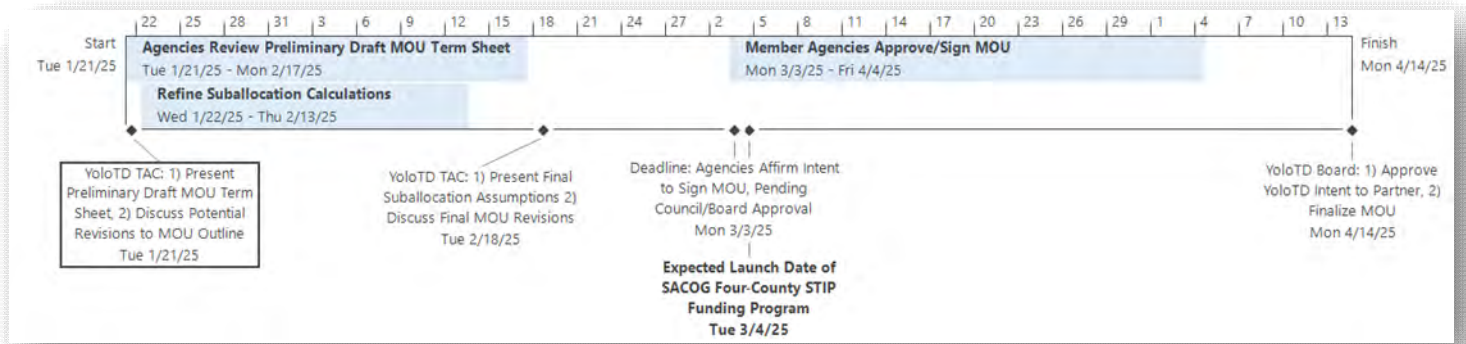 22 25 28 31 3 6 9 12 15 18 21 24 27 2 5 8 11 14 17 20 23 26 29 1 4 7 10 13
Start
Tue 1/21/25
Agencies Review Preliminary Draft MOU Term Sheet
Tue 1/21/25 - Mon 2/17/25
Member Agencies Approve/Sign MOU
Mon 3/3/25 - Fri 4/4/25
Finish
Mon 4/14/25
Refine Suballocation Calculations
Wed 1/22/25 - Thu 2/13/25
YoloTD TAC: 1) Present
Preliminary Draft MOU Term
Sheet, 2) Discuss Potential
Revisions to MOU Outline
Tue 1/21/25
YoloTD TAC: 1) Present Final
Suballocation Assumptions 2)
Discuss Final MOU Revisions
Tue 2/18/25
Deadline: Agencies Affirm Intent
to Sign MOU, Pending
Council/Board Approval
Mon 3/3/25
Expected Launch Date of
SACOG Four-County STIP
Funding Program
Tue 3/4/25
YoloTD Board: 1) Approve
YoloTD Intent to Partner, 2)
Finalize MOU
Mon 4/14/25